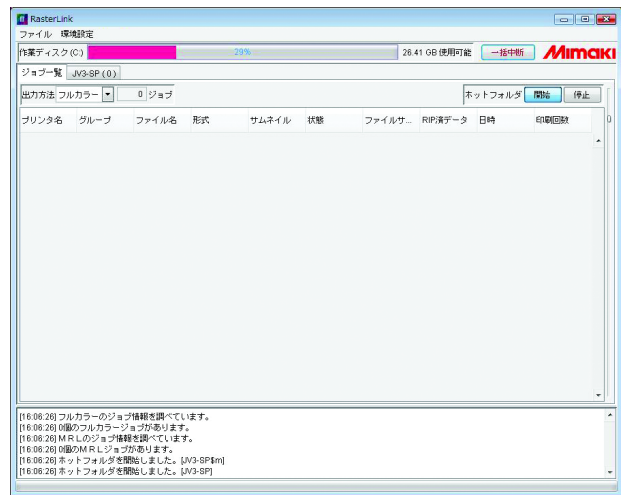 RasterLink
ファイル 環境設定
作業ディスク(C:) 29% 26.41 GB 使用可能 一括中断 Mimaki
ジョブ一覧 JV3-SP ( 0 )
出力方法 フルカラー 0 ジョブ ホットフォルダ 開始 停止
プリンタ名 グループ ファイル名 形式 サムネイル 状態 ファイルサ... RIP済データ 日時 印刷回数
[16:06:26] フルカラーのジョブ情報を調べています。
[16:06:26] 0個のフルカラージョブがあります。
[16:06:26] ＭＲＬのジョブ情報を調べています。
[16:06:26] 0個のＭＲＬジョブがあります。
[16:06:26] ホットフォルダを開始しました。[JV3-SP$m]
[16:06:26] ホットフォルダを開始しました。[JV3-SP]